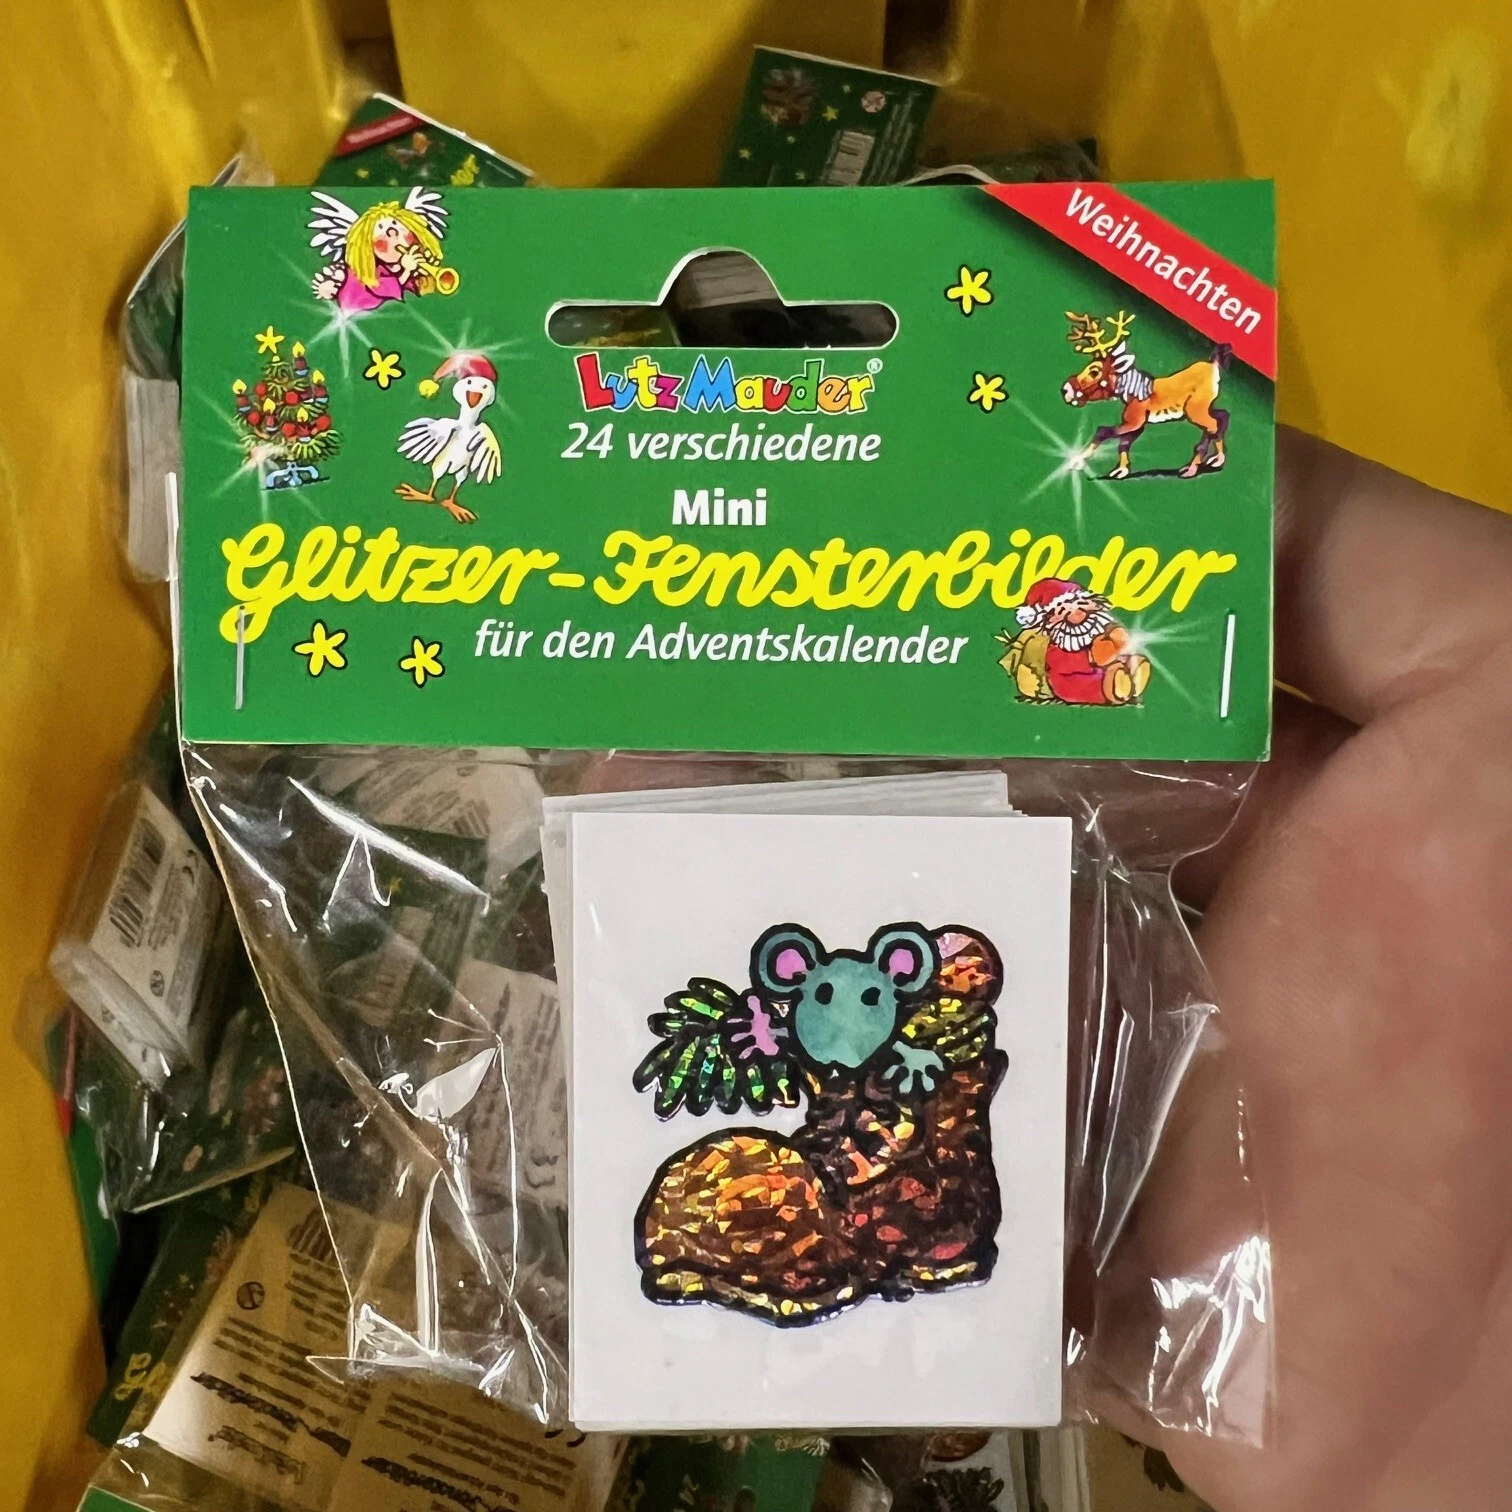 Weihnachten
Lutz Mauder®
24 verschiedene
Mini
Glitzer-Fensterbilder
für den Adventskalender